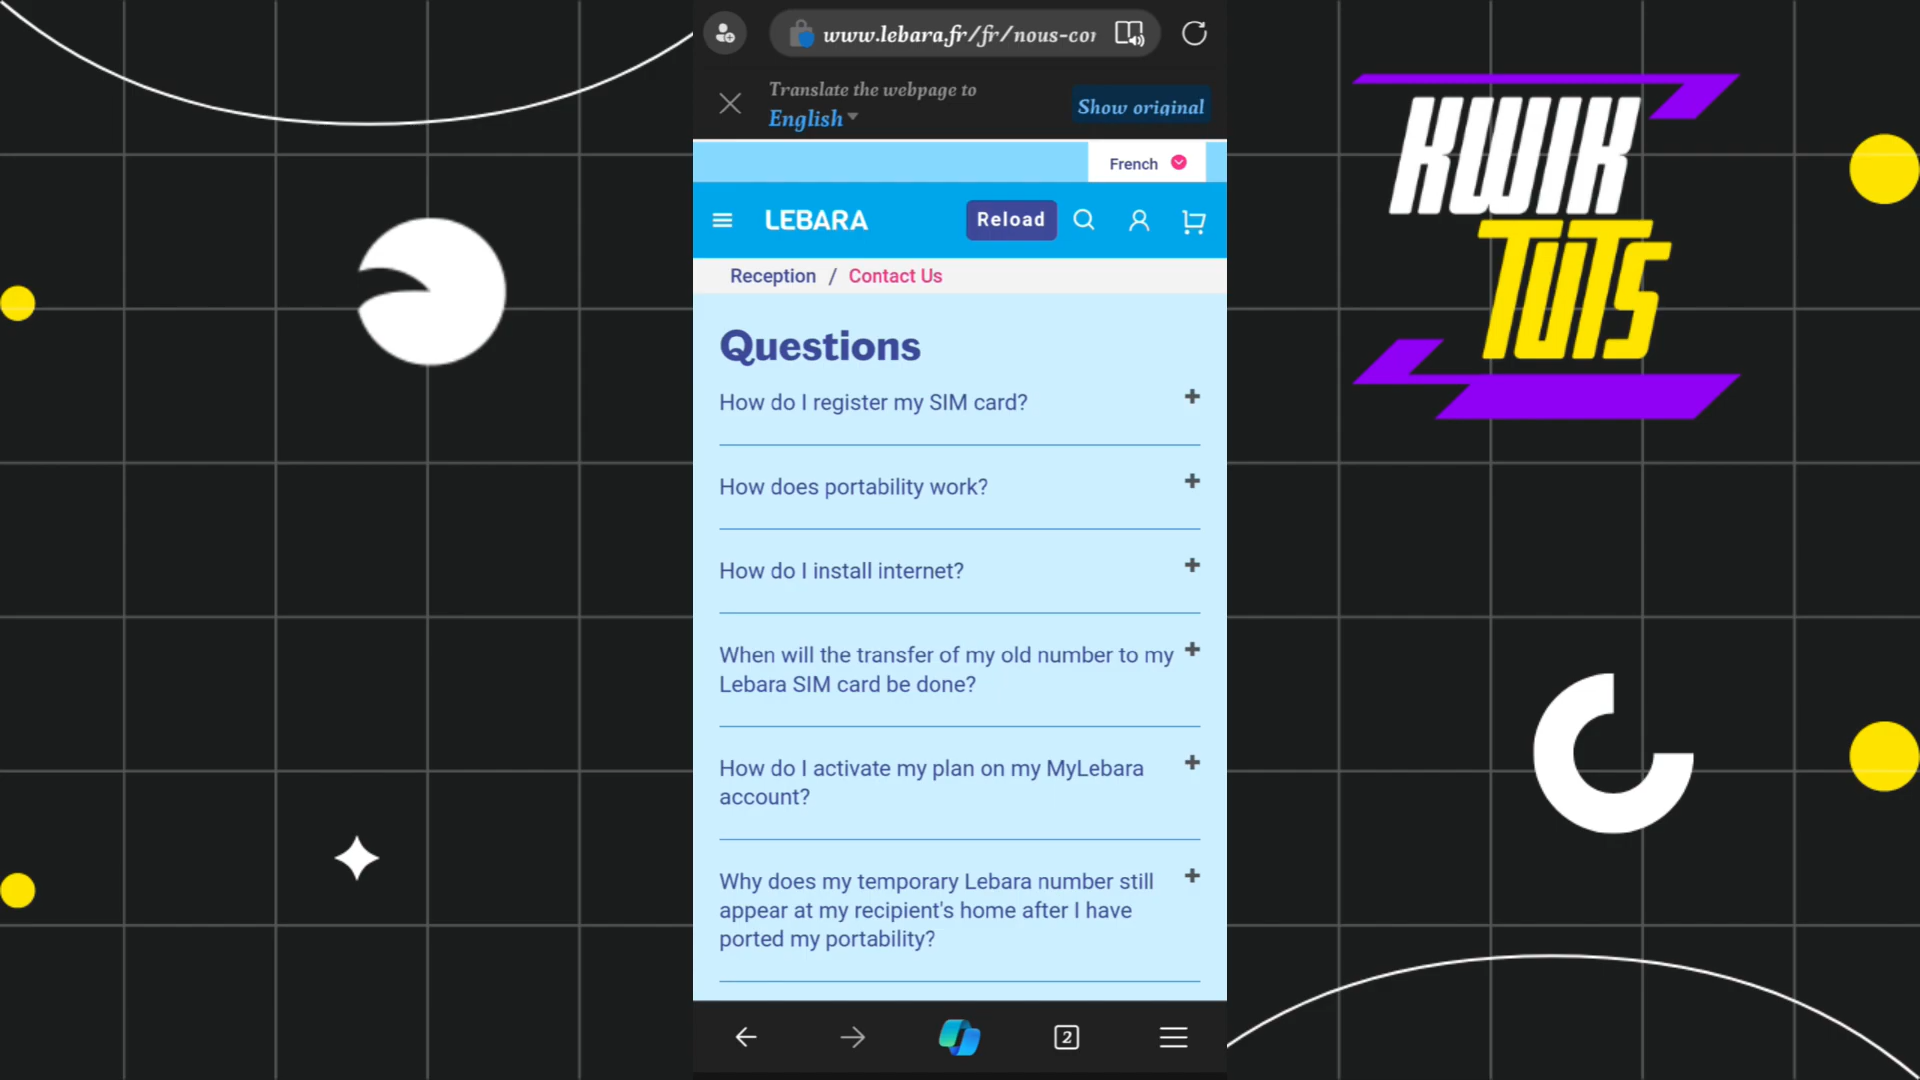 www.lebara.fr/fr/nous-cor
Translate the webpage to
English
Show original
French
LEBARA
Reload
Reception / Contact Us
Questions
How do I register my SIM card?
How does portability work?
How do I install internet?
When will the transfer of my old number to my
Lebara SIM card be done?
How do I activate my plan on my MyLebara
account?
Why does my temporary Lebara number still
appear at my recipient's home after I have
ported my portability?
2
KWIK
TUTS